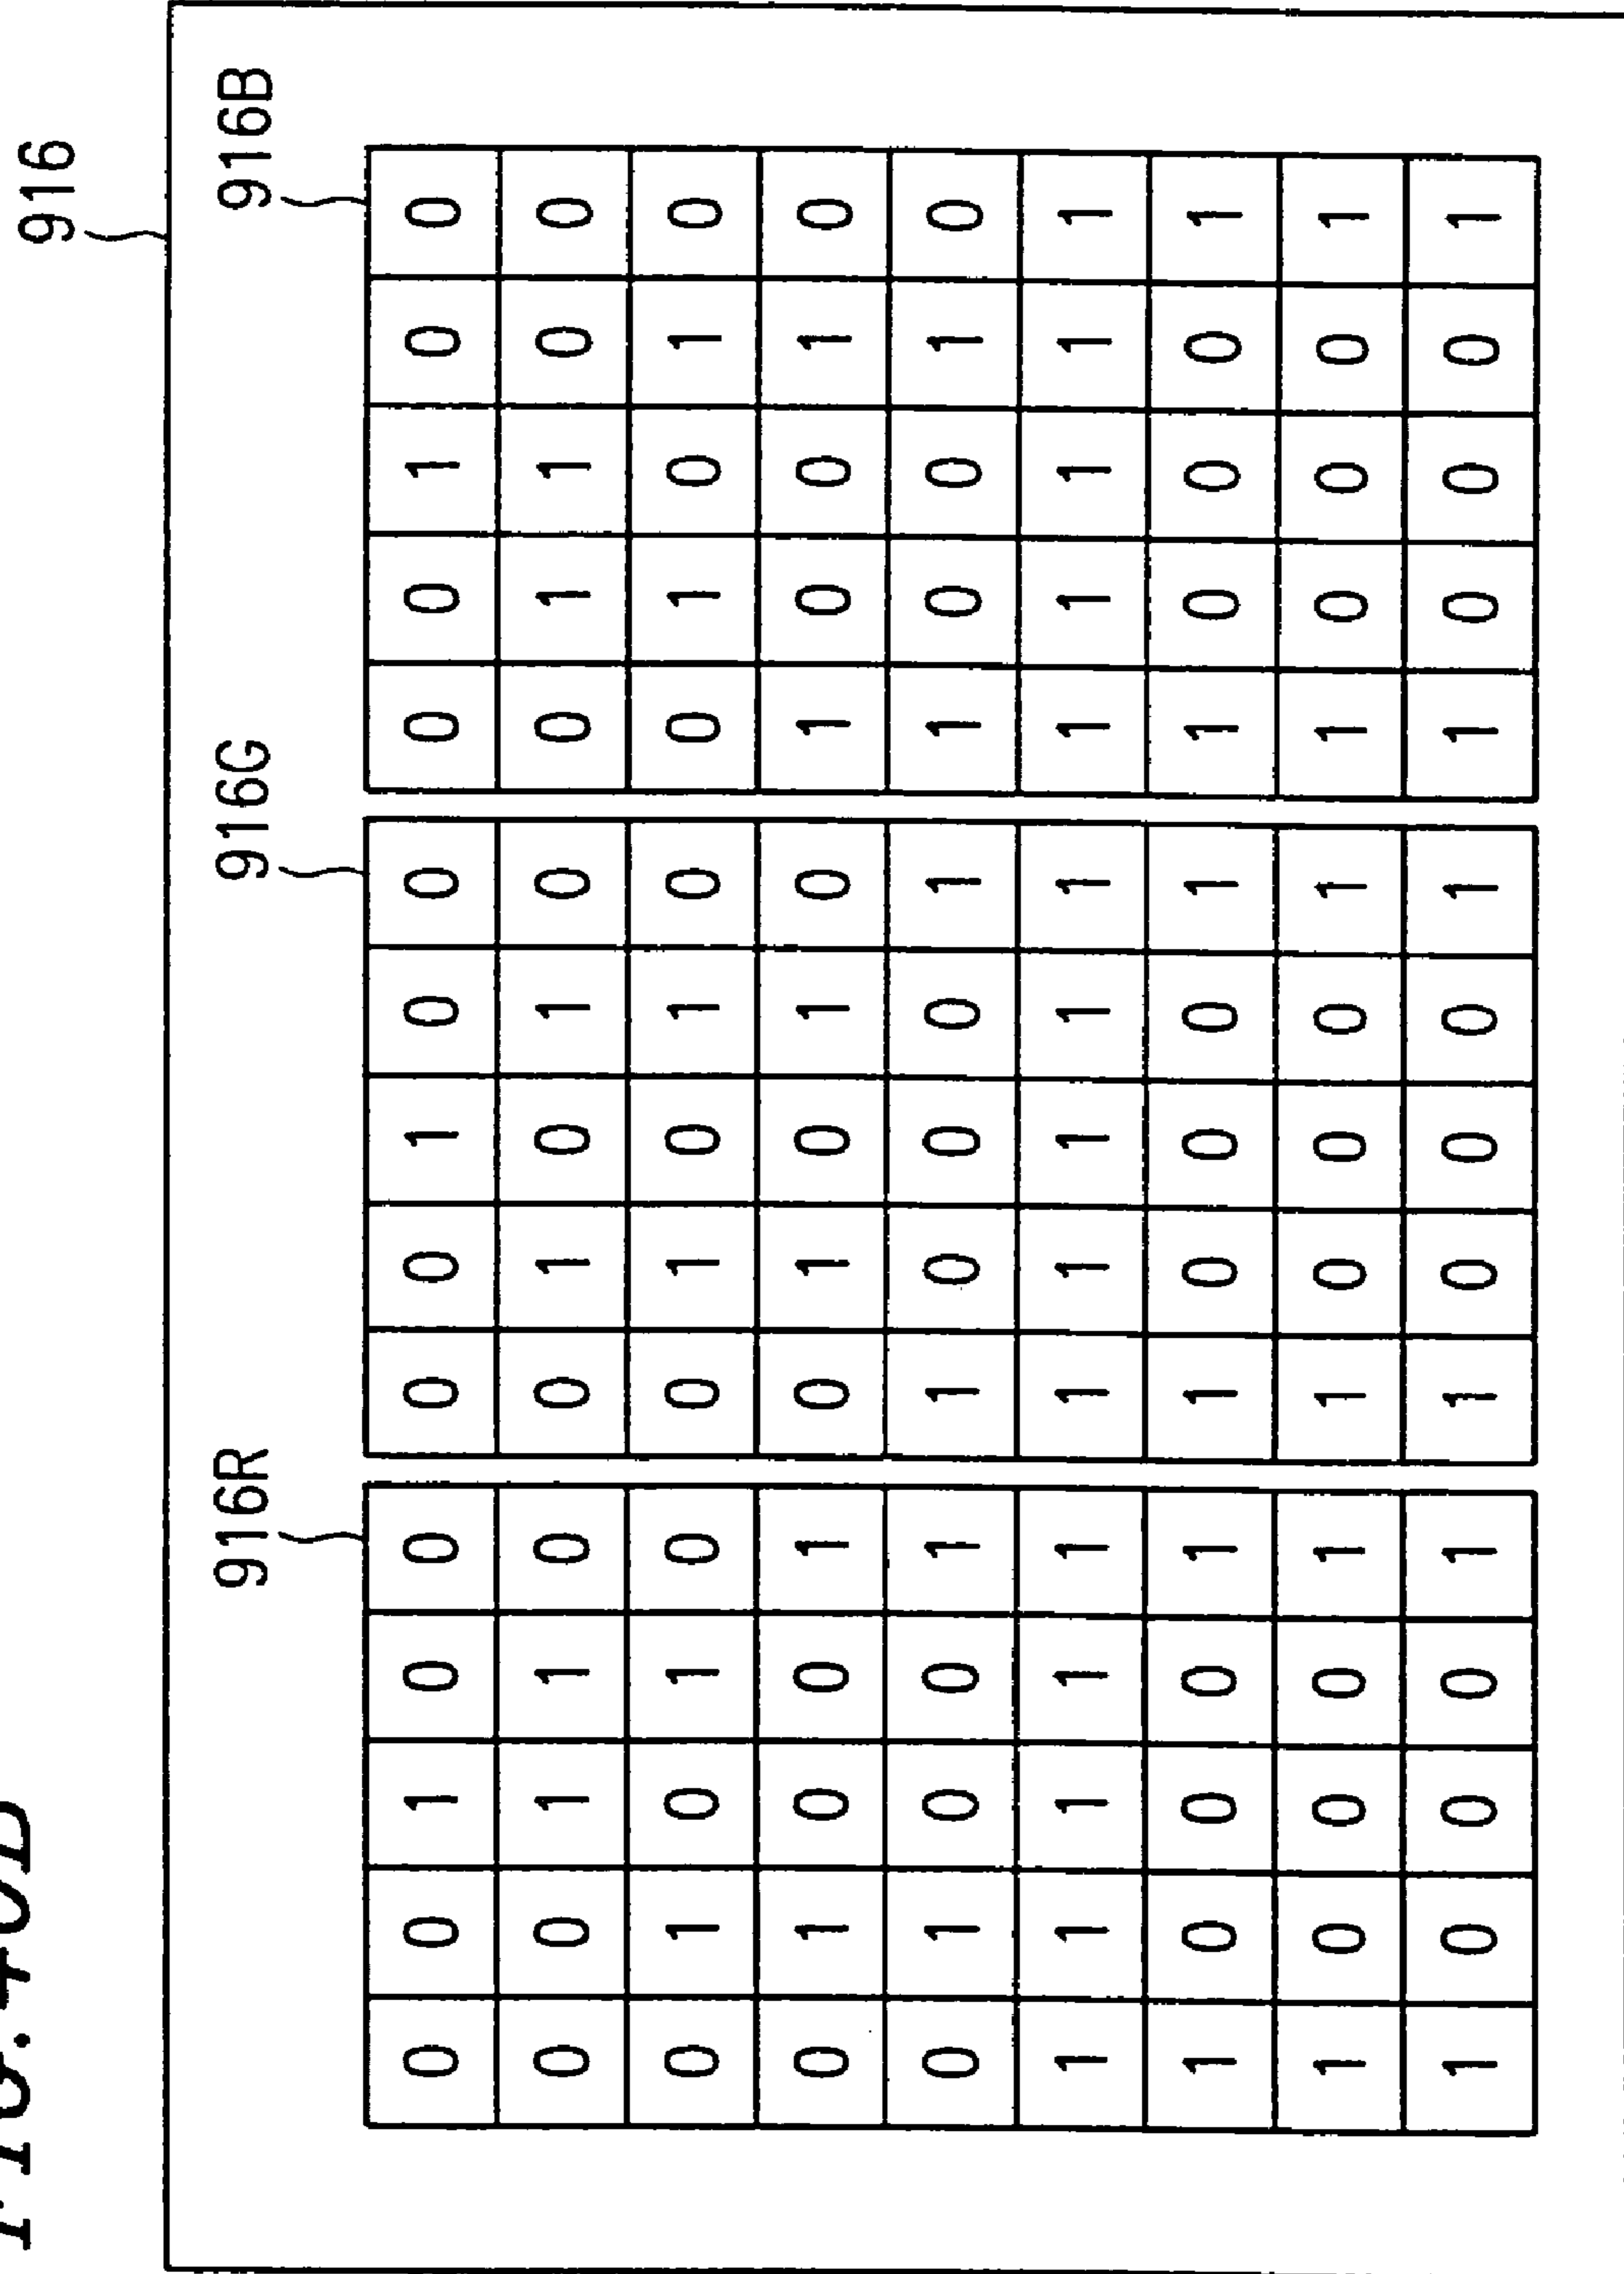 FIG.
916
916R 916G 916B
0 0 1 0 0 0 0 1 0 0 0 0 1 0 0
0 0 1 1 0 0 1 0 1 0 0 1 1 0 0
0 1 0 1 0 0 1 0 1 0 0 1 0 1 0
0 1 0 0 1 0 1 0 1 0 1 0 0 1 0
0 1 0 0 1 1 0 0 0 1 1 0 0 1 0
1 1 1 1 1 1 1 1 1 1 1 1 1 1 1
1 0 0 0 1 1 0 0 0 1 1 0 0 0 1
1 0 0 0 1 1 0 0 0 1 1 0 0 0 1
1 0 0 0 1 1 0 0 0 1 1 0 0 0 1